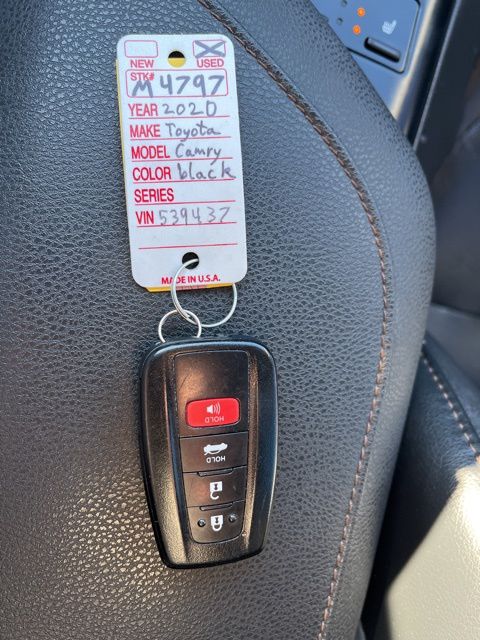 NEW USED
STK# M4797
YEAR 2020
MAKE Toyota
MODEL Camry
COLOR black
SERIES
VIN 539437
MADE IN U.S.A.
HOLD
HOLD